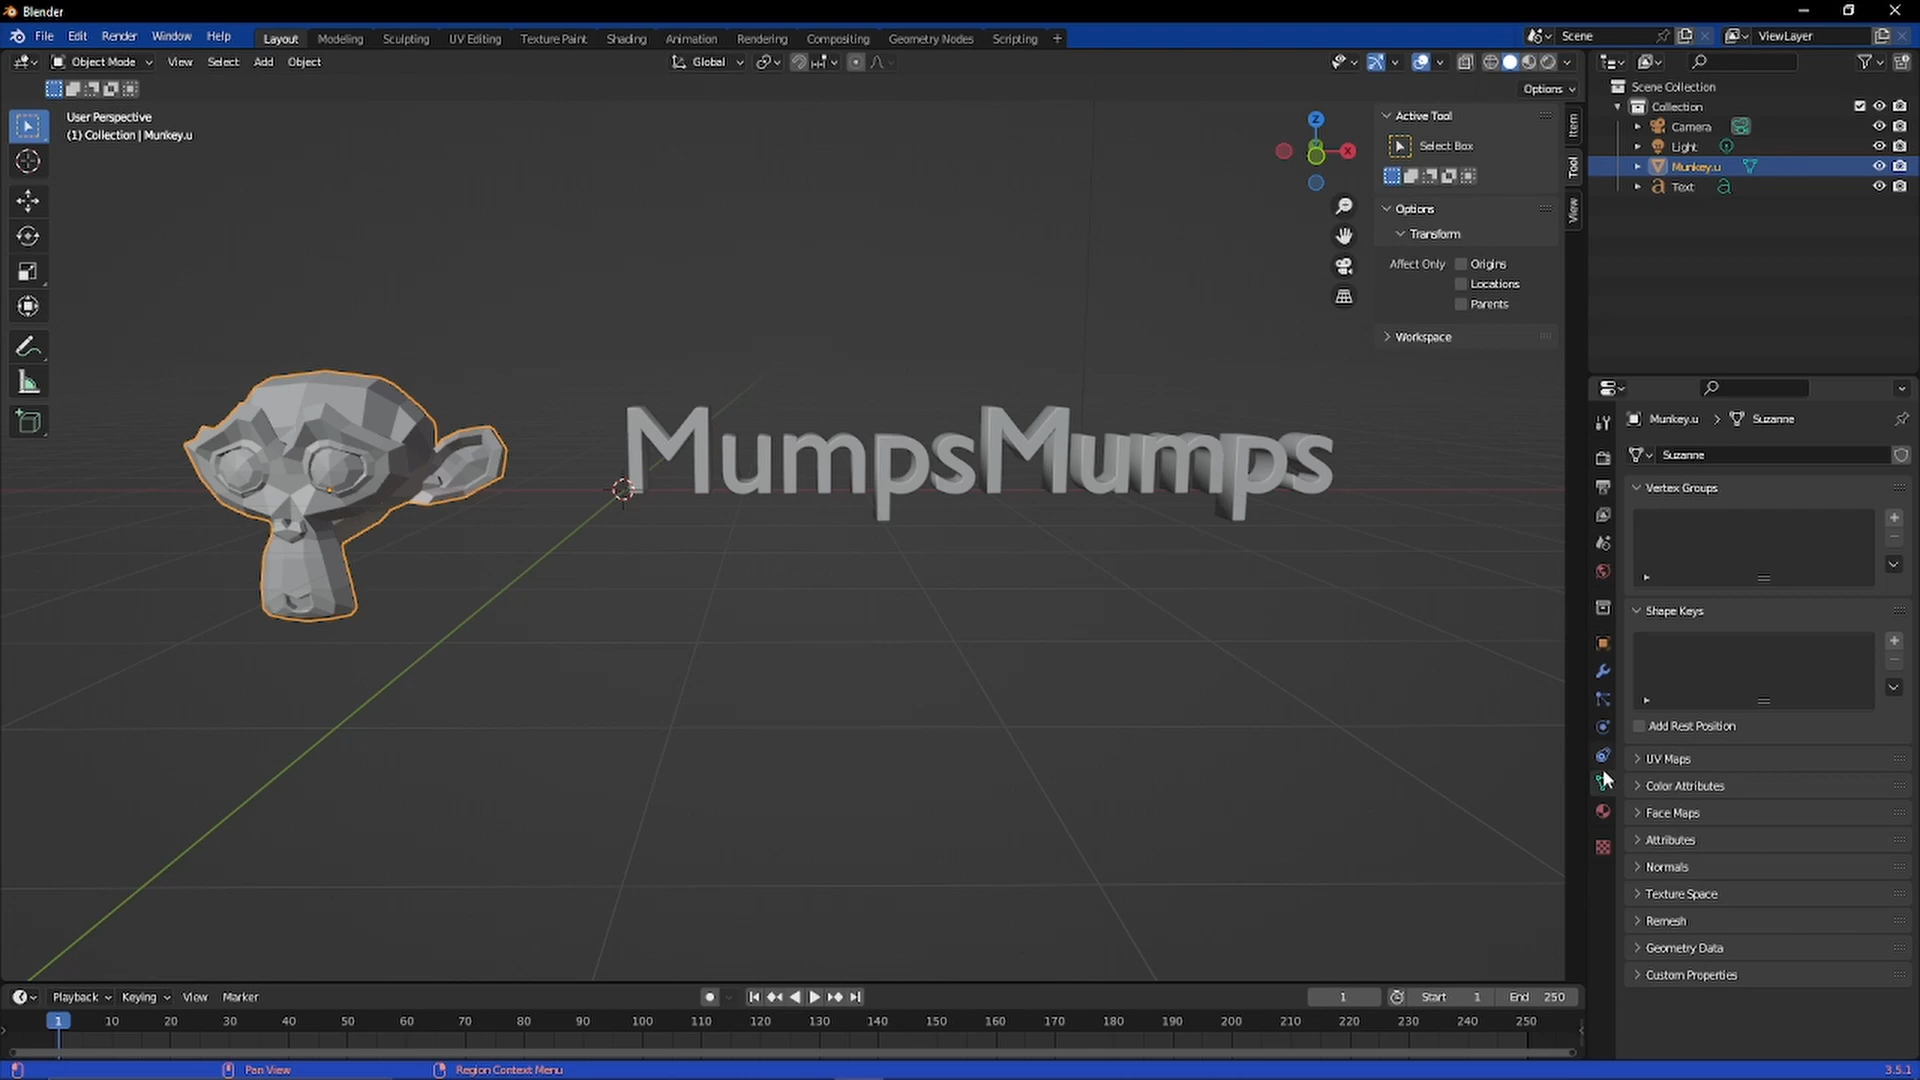 Blender
File Edit Render Window Help Layout Modeling Sculpting UV Editing Texture Paint Shading Animation Rendering Compositing Geometry Nodes Scripting + Scene ViewLayer
Object Mode View Select Add Object Global
Options
User Perspective
(1) Collection | Munkey.u
Z
X
Active Tool
Select Box
Options
Transform
Affect Only Origins
Locations
Parents
Workspace
Item
Tool
View
Scene Collection
Collection
Camera
Light
Munkey.u
Text
MumpsMumps
Munkey.u > Suzanne
Suzanne
Vertex Groups
Shape Keys
Add Rest Position
UV Maps
Color Attributes
Face Maps
Attributes
Normals
Texture Space
Remesh
Geometry Data
Custom Properties
Playback Keying View Marker 1 Start 1 End 250
1 10 20 30 40 50 60 70 80 90 100 110 120 130 140 150 160 170 180 190 200 210 220 230 240 250
Pan View Region Context Menu 3.5.1